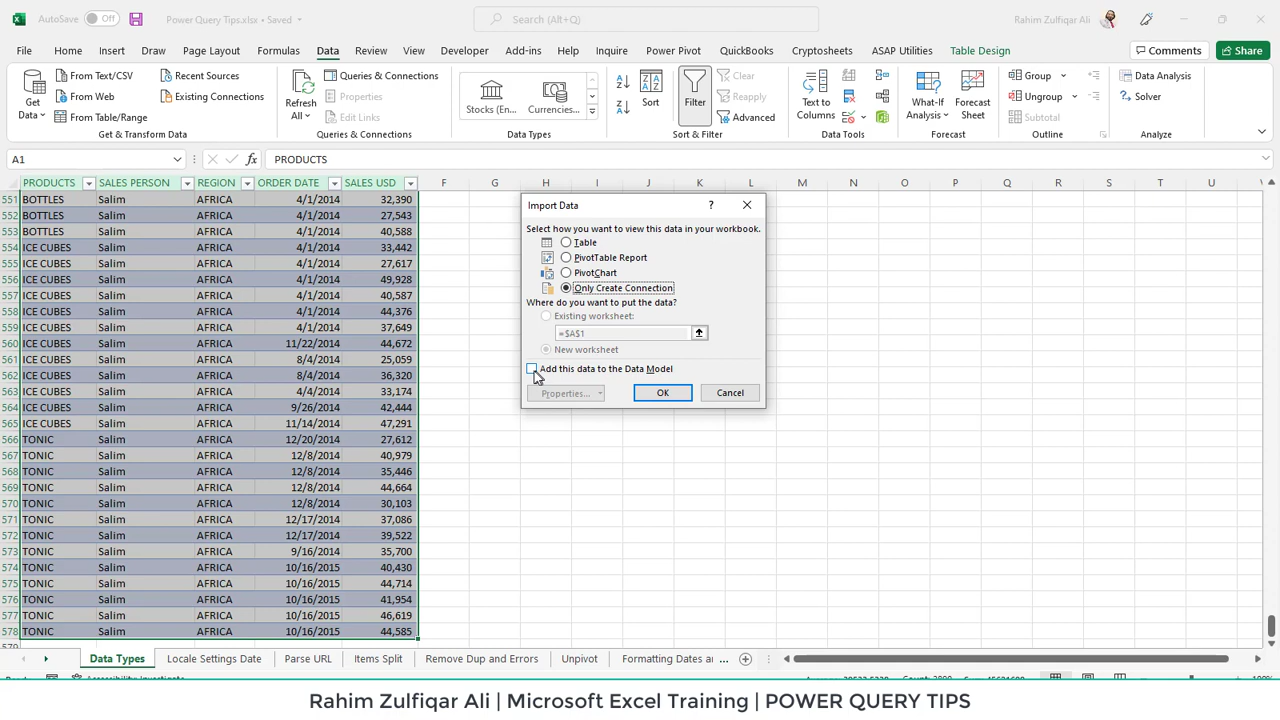 AutoSave Off Power Query Tips.xlsx • Saved Search (Alt+Q) Rahim Zulfiqar Ali
File Home Insert Draw Page Layout Formulas Data Review View Developer Add-ins Help Inquire Power Pivot QuickBooks Cryptosheets ASAP Utilities Table Design Comments Share
Get Data
From Text/CSV
From Web
From Table/Range
Recent Sources
Existing Connections
Get & Transform Data
Refresh All
Queries & Connections
Properties
Edit Links
Queries & Connections
Stocks (En... Currencies...
Data Types
Sort
Filter
Clear
Reapply
Advanced
Sort & Filter
Text to Columns
Data Tools
What-If Analysis
Forecast Sheet
Forecast
Group
Ungroup
Subtotal
Outline
Data Analysis
Solver
Analyze
A1 fx PRODUCTS
PRODUCTS SALES PERSON REGION ORDER DATE SALES USD F G H I J K L M N O P Q R S T U
551 BOTTLES Salim AFRICA 4/1/2014 32,390
552 BOTTLES Salim AFRICA 4/1/2014 27,543
553 BOTTLES Salim AFRICA 4/1/2014 40,588
554 ICE CUBES Salim AFRICA 4/1/2014 33,442
555 ICE CUBES Salim AFRICA 4/1/2014 27,617
556 ICE CUBES Salim AFRICA 4/1/2014 49,928
557 ICE CUBES Salim AFRICA 4/1/2014 40,587
558 ICE CUBES Salim AFRICA 4/1/2014 44,376
559 ICE CUBES Salim AFRICA 4/1/2014 37,649
560 ICE CUBES Salim AFRICA 11/22/2014 44,672
561 ICE CUBES Salim AFRICA 8/4/2014 25,059
562 ICE CUBES Salim AFRICA 8/4/2014 36,320
563 ICE CUBES Salim AFRICA 4/4/2014 33,174
564 ICE CUBES Salim AFRICA 9/26/2014 42,444
565 ICE CUBES Salim AFRICA 11/14/2014 47,291
566 TONIC Salim AFRICA 12/20/2014 27,612
567 TONIC Salim AFRICA 12/8/2014 40,979
568 TONIC Salim AFRICA 12/8/2014 35,446
569 TONIC Salim AFRICA 12/8/2014 44,664
570 TONIC Salim AFRICA 12/8/2014 30,103
571 TONIC Salim AFRICA 12/17/2014 37,086
572 TONIC Salim AFRICA 12/17/2014 39,522
573 TONIC Salim AFRICA 9/16/2014 35,700
574 TONIC Salim AFRICA 10/16/2015 40,430
575 TONIC Salim AFRICA 10/16/2015 44,714
576 TONIC Salim AFRICA 10/16/2015 41,954
577 TONIC Salim AFRICA 10/16/2015 46,619
578 TONIC Salim AFRICA 10/16/2015 44,585
579
Import Data ?
Select how you want to view this data in your workbook.
Table
PivotTable Report
PivotChart
Only Create Connection
Where do you want to put the data?
Existing worksheet:
=$A$1
New worksheet
Add this data to the Data Model
Properties... OK Cancel
Data Types Locale Settings Date Parse URL Items Split Remove Dup and Errors Unpivot Formatting Dates ar ...
Rahim Zulfiqar Ali | Microsoft Excel Training | POWER QUERY TIPS